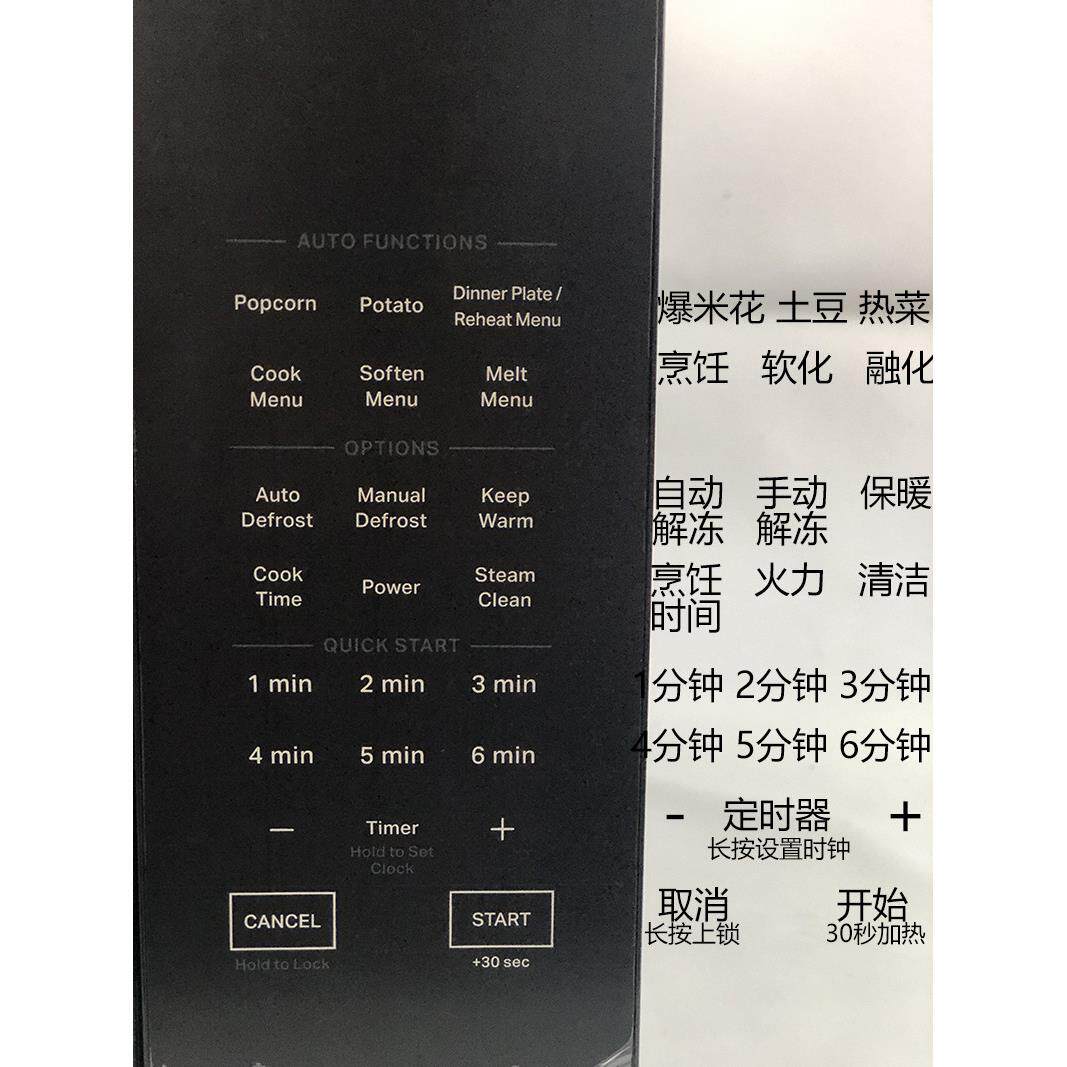 AUTO FUNCTIONS
Popcorn Potato Dinner Plate /
Reheat Menu
Cook Soften Melt
Menu Menu Menu
OPTIONS
Auto Manual Keep
Defrost Defrost Warm
Cook Power Steam
Time Clean
QUICK START
1 min 2 min 3 min
4 min 5 min 6 min
— Timer +
Hold to Set
Clock
CANCEL START
Hold to Lock +30 sec
爆米花 土豆 热菜
烹饪 软化 融化
自动 手动 保暖
解冻 解冻
烹饪 火力 清洁
时间
1分钟 2分钟 3分钟
4分钟 5分钟 6分钟
- 定时器 +
长按设置时钟
取消 开始
长按上锁 30秒加热